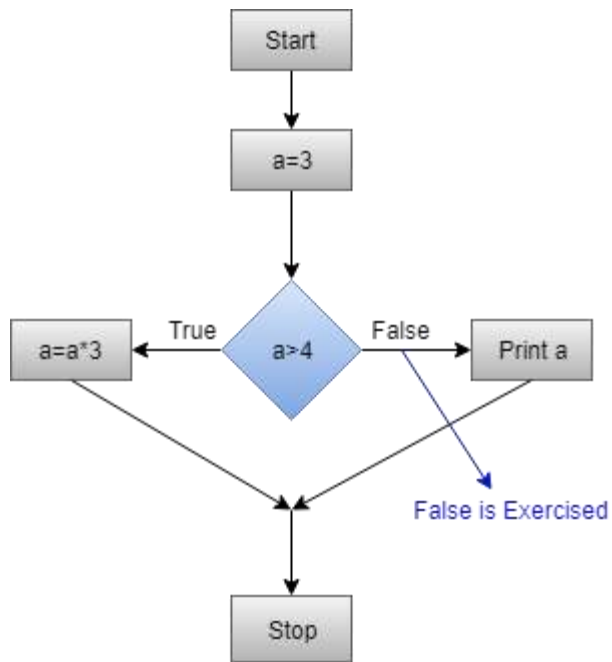 Start
a=3
True
False
a=a*3
a>4
Print a
False is Exercised
Stop